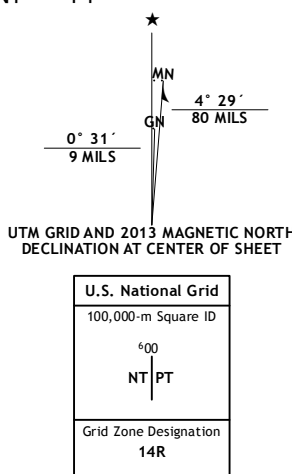 ★
MN
GN
4° 29´
80 MILS
0° 31´
9 MILS
UTM GRID AND 2013 MAGNETIC NORTH
DECLINATION AT CENTER OF SHEET
U.S. National Grid
100,000-m Square ID
⁶00
NT PT
Grid Zone Designation
14R